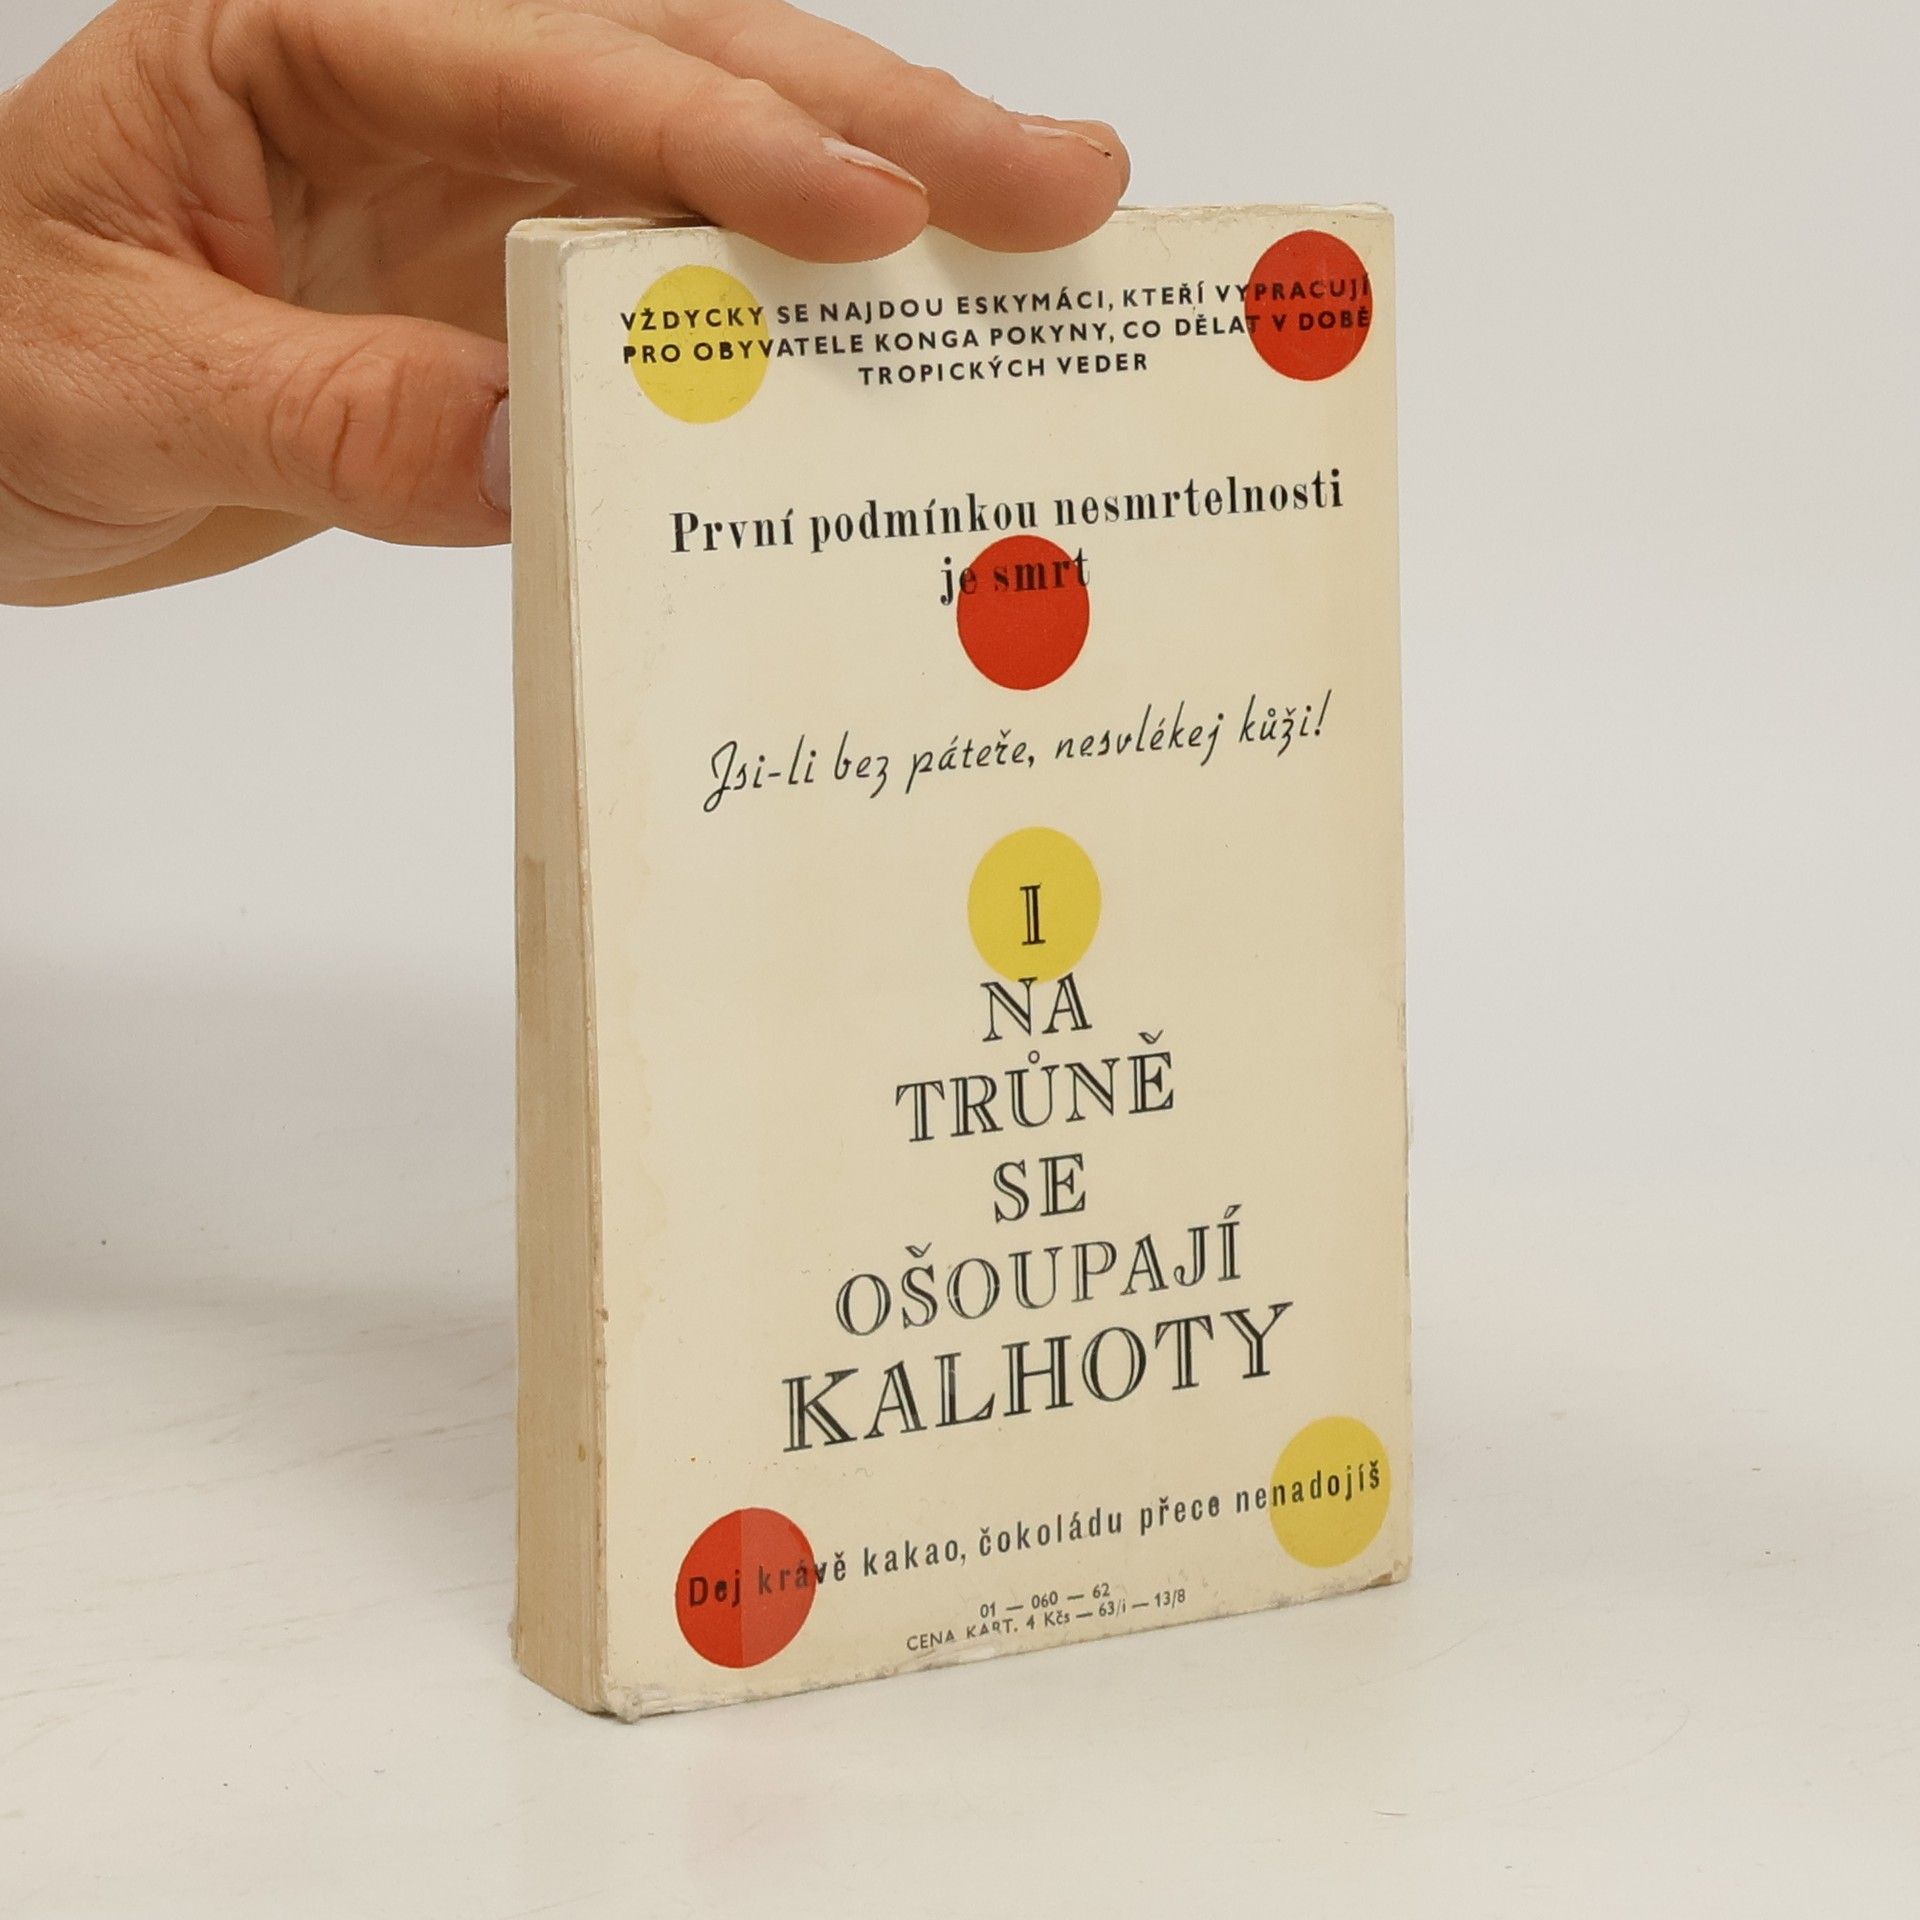 VŽDYCKY SE NAJDOU ESKYMÁCI, KTEŘÍ VYPRACUJÍ
PRO OBYVATELE KONGA POKYNY, CO DĚLAT V DOBĚ
TROPICKÝCH VEDER
První podmínkou nesmrtelnosti
je smrt
Jsi-li bez páteře, nesvlékej kůži!
I
NA
TRŮNĚ
SE
OŠOUPAJÍ
KALHOTY
Dej krávě kakao, čokoládu přece nenadojíš
01 — 060 — 62
CENA KART. 4 Kčs — 63/i — 13/8